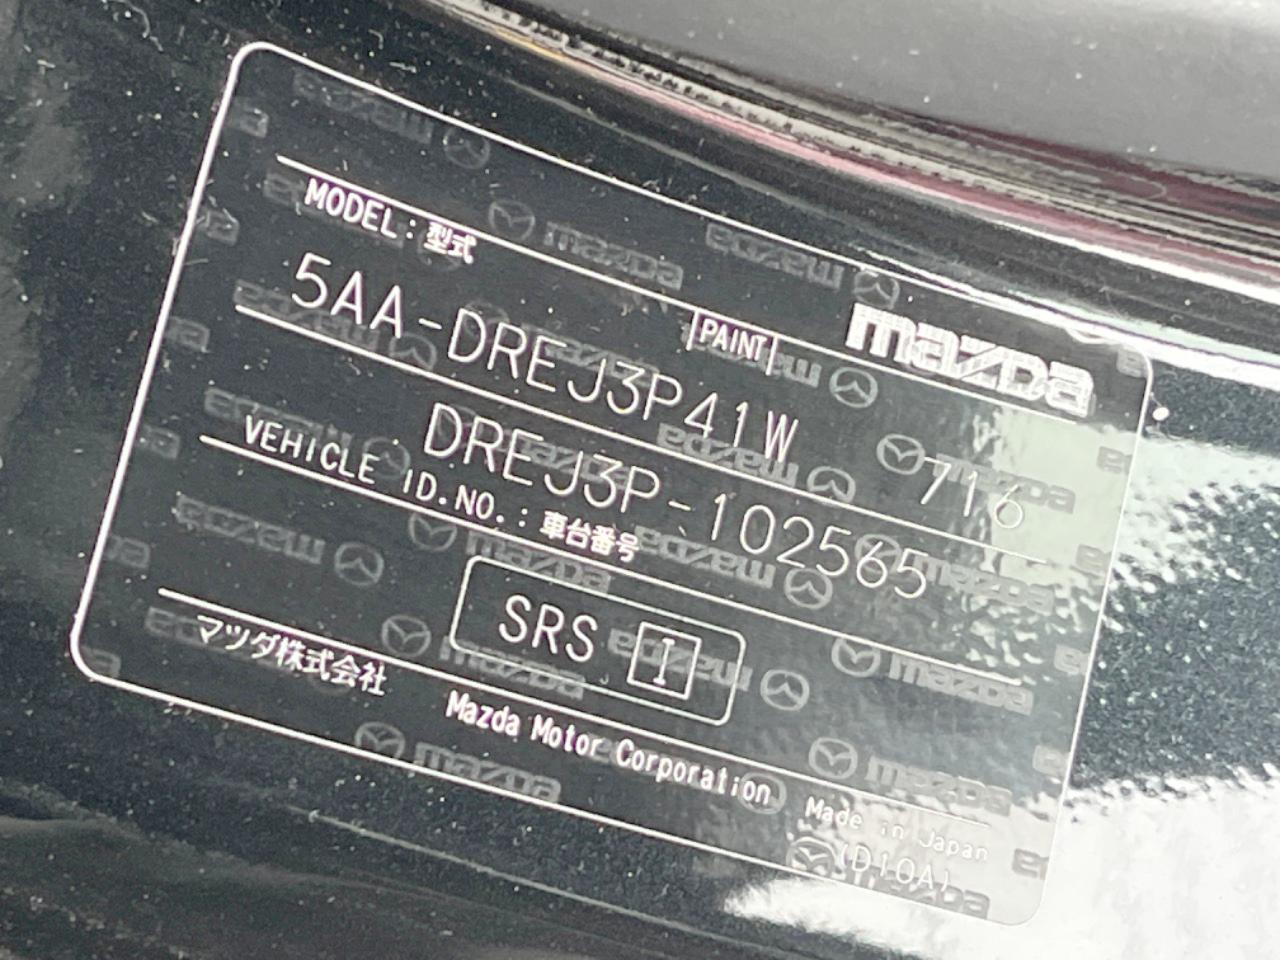 mazda
MODEL：型式
PAINT
5AA-DREJ3P41W
716
DREJ3P-102565
VEHICLE ID.NO.：車台番号
SRS I
マツダ株式会社
Mazda Motor Corporation
Made in Japan
(D10A)